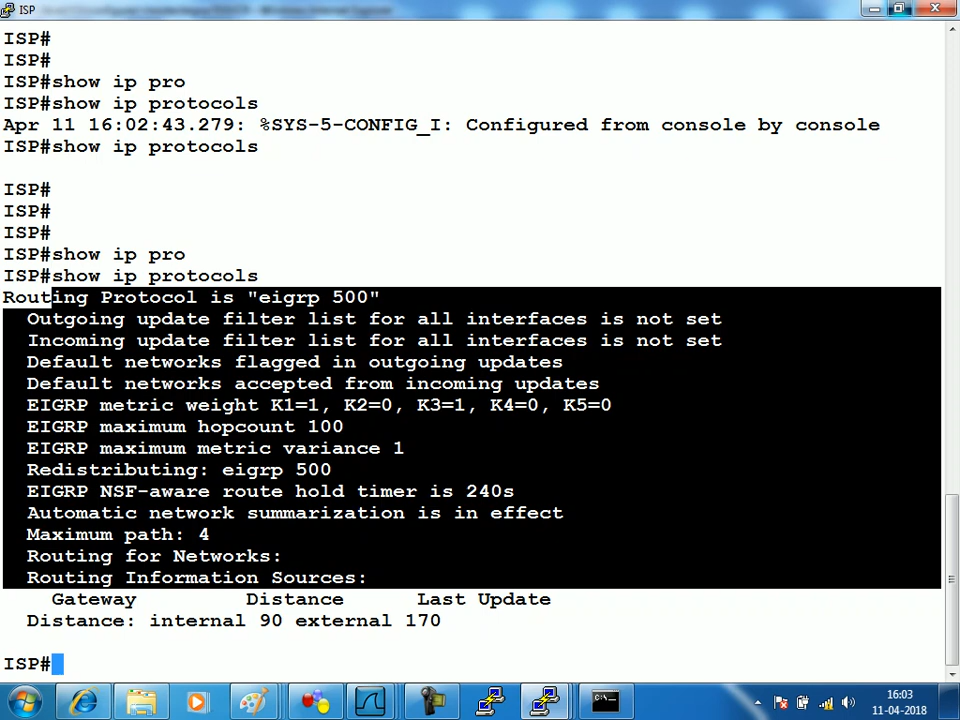 ISP
ISP#
ISP#
ISP#show ip pro
ISP#show ip protocols
Apr 11 16:02:43.279: %SYS-5-CONFIG_I: Configured from console by console
ISP#show ip protocols
ISP#
ISP#
ISP#
ISP#show ip pro
ISP#show ip protocols
Routing Protocol is "eigrp 500"
Outgoing update filter list for all interfaces is not set
Incoming update filter list for all interfaces is not set
Default networks flagged in outgoing updates
Default networks accepted from incoming updates
EIGRP metric weight K1=1, K2=0, K3=1, K4=0, K5=0
EIGRP maximum hopcount 100
EIGRP maximum metric variance 1
Redistributing: eigrp 500
EIGRP NSF-aware route hold timer is 240s
Automatic network summarization is in effect
Maximum path: 4
Routing for Networks:
Routing Information Sources:
Gateway Distance Last Update
Distance: internal 90 external 170
ISP#
16:03
11-04-2018